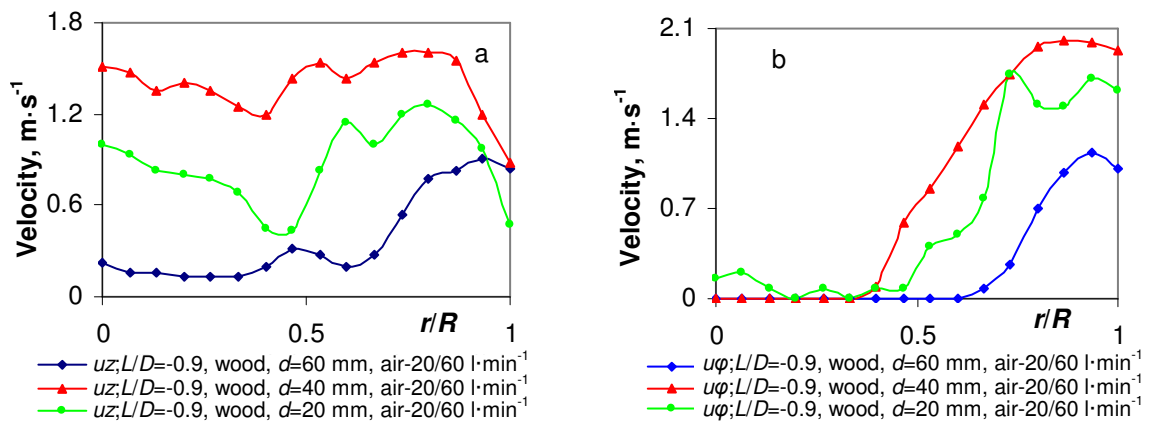 1.8
1.2
0.6
0
Velocity, m·s⁻¹
a
0
0.5
r/R
1
uz;L/D=-0.9, wood, d=60 mm, air-20/60 l·min⁻¹
uz;L/D=-0.9, wood, d=40 mm, air-20/60 l·min⁻¹
uz;L/D=-0.9, wood, d=20 mm, air-20/60 l·min⁻¹
2.1
1.4
0.7
0
Velocity, m·s⁻¹
b
0
0.5
r/R
1
uφ;L/D=-0.9, wood, d=60 mm, air-20/60 l·min⁻¹
uφ;L/D=-0.9, wood, d=40 mm, air-20/60 l·min⁻¹
uφ;L/D=-0.9, wood, d=20 mm, air-20/60 l·min⁻¹